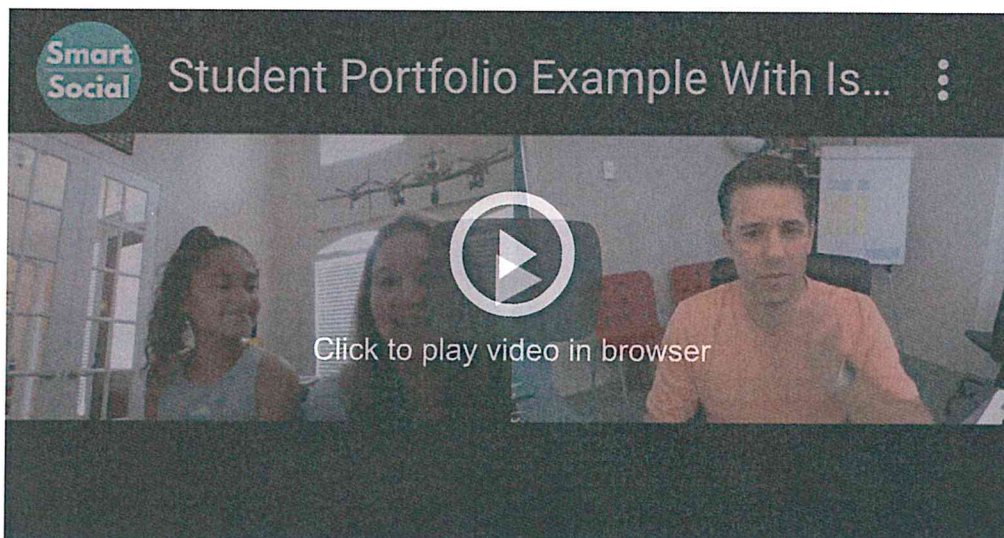 Smart
Social
Student Portfolio Example With Is...
Click to play video in browser